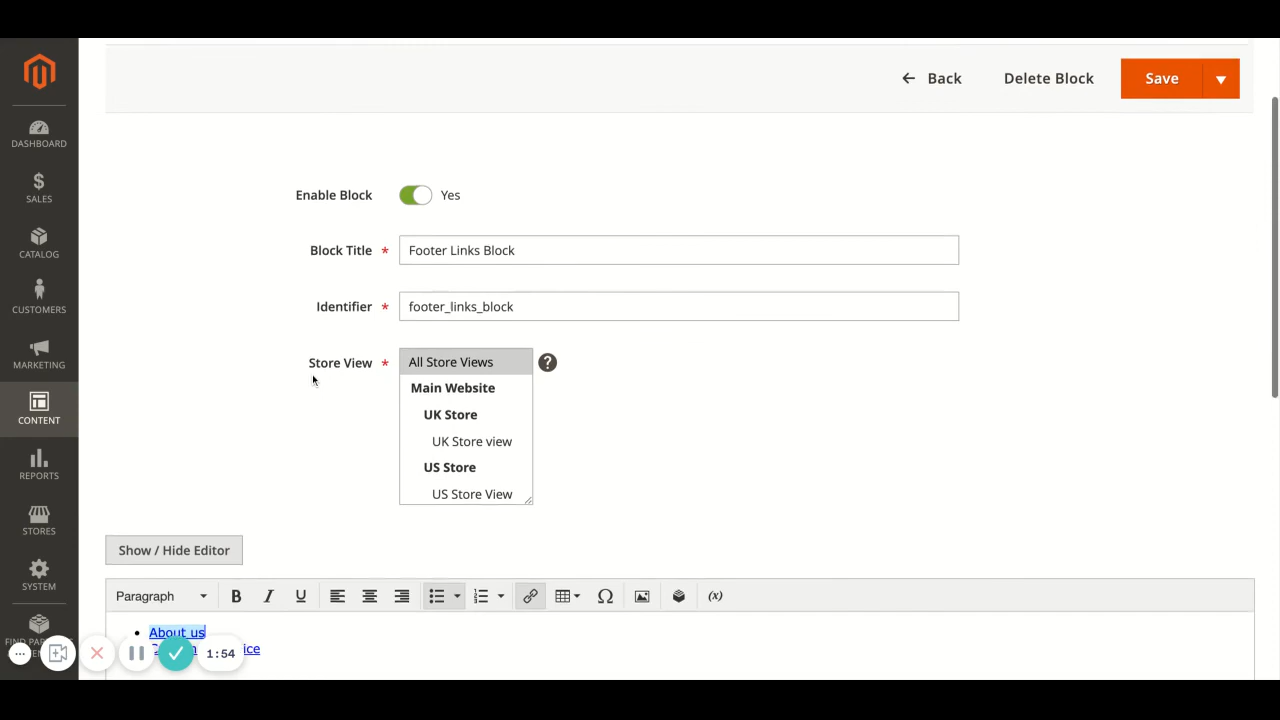 Back
Delete Block
Save
DASHBOARD
SALES
CATALOG
CUSTOMERS
MARKETING
CONTENT
REPORTS
STORES
SYSTEM
Enable Block Yes
Block Title * Footer Links Block
Identifier * footer_links_block
Store View * All Store Views ?
Main Website
UK Store
UK Store view
US Store
US Store View
Show / Hide Editor
Paragraph B I U Ω (x)
• About us
1:54